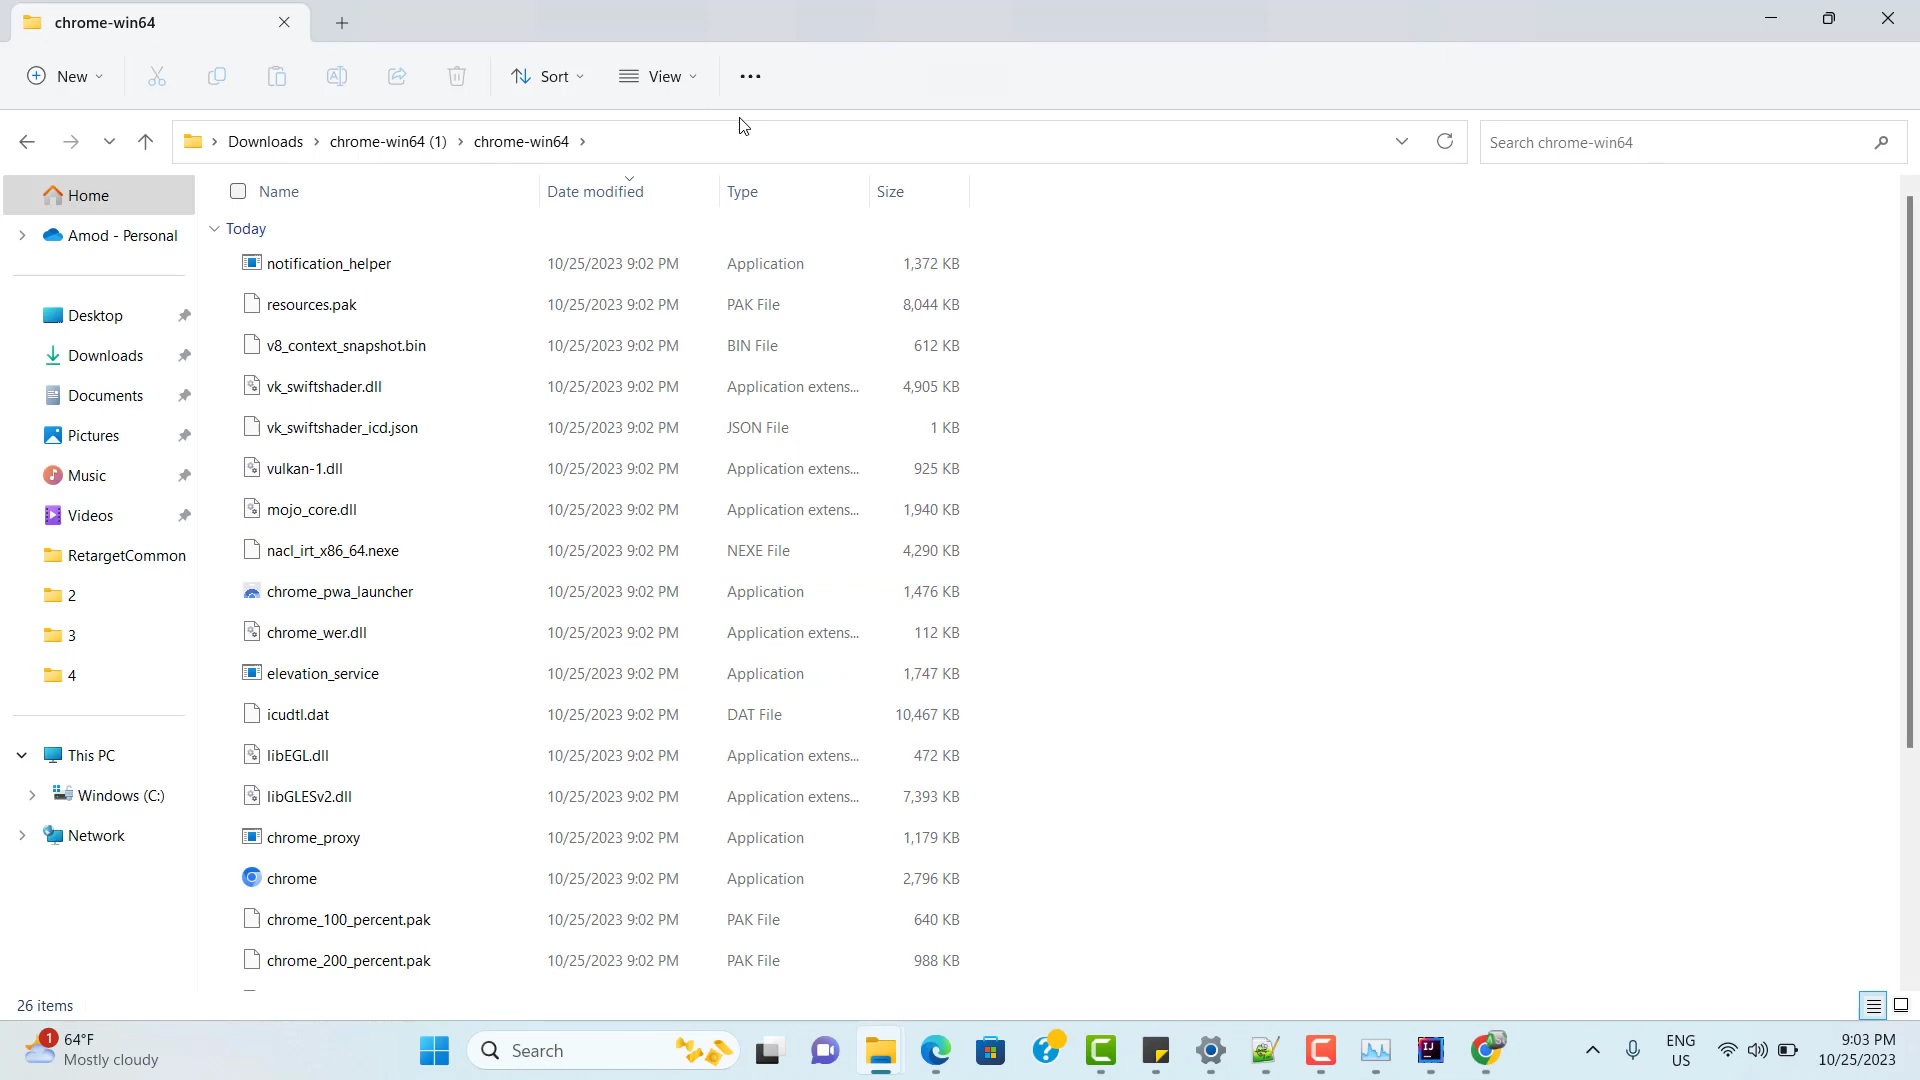 chrome-win64
New
Sort
View
Downloads
chrome-win64 (1)
chrome-win64
Search chrome-win64
Home
Amod - Personal
Desktop
Downloads
Documents
Pictures
Music
Videos
RetargetCommon
2
3
4
This PC
Windows (C:)
Network
Name Date modified Type Size
Today
notification_helper 10/25/2023 9:02 PM Application 1,372 KB
resources.pak 10/25/2023 9:02 PM PAK File 8,044 KB
v8_context_snapshot.bin 10/25/2023 9:02 PM BIN File 612 KB
vk_swiftshader.dll 10/25/2023 9:02 PM Application extens... 4,905 KB
vk_swiftshader_icd.json 10/25/2023 9:02 PM JSON File 1 KB
vulkan-1.dll 10/25/2023 9:02 PM Application extens... 925 KB
mojo_core.dll 10/25/2023 9:02 PM Application extens... 1,940 KB
nacl_irt_x86_64.nexe 10/25/2023 9:02 PM NEXE File 4,290 KB
chrome_pwa_launcher 10/25/2023 9:02 PM Application 1,476 KB
chrome_wer.dll 10/25/2023 9:02 PM Application extens... 112 KB
elevation_service 10/25/2023 9:02 PM Application 1,747 KB
icudtl.dat 10/25/2023 9:02 PM DAT File 10,467 KB
libEGL.dll 10/25/2023 9:02 PM Application extens... 472 KB
libGLESv2.dll 10/25/2023 9:02 PM Application extens... 7,393 KB
chrome_proxy 10/25/2023 9:02 PM Application 1,179 KB
chrome 10/25/2023 9:02 PM Application 2,796 KB
chrome_100_percent.pak 10/25/2023 9:02 PM PAK File 640 KB
chrome_200_percent.pak 10/25/2023 9:02 PM PAK File 988 KB
26 items
1
64°F
Mostly cloudy
Search
ENG
US
9:03 PM
10/25/2023